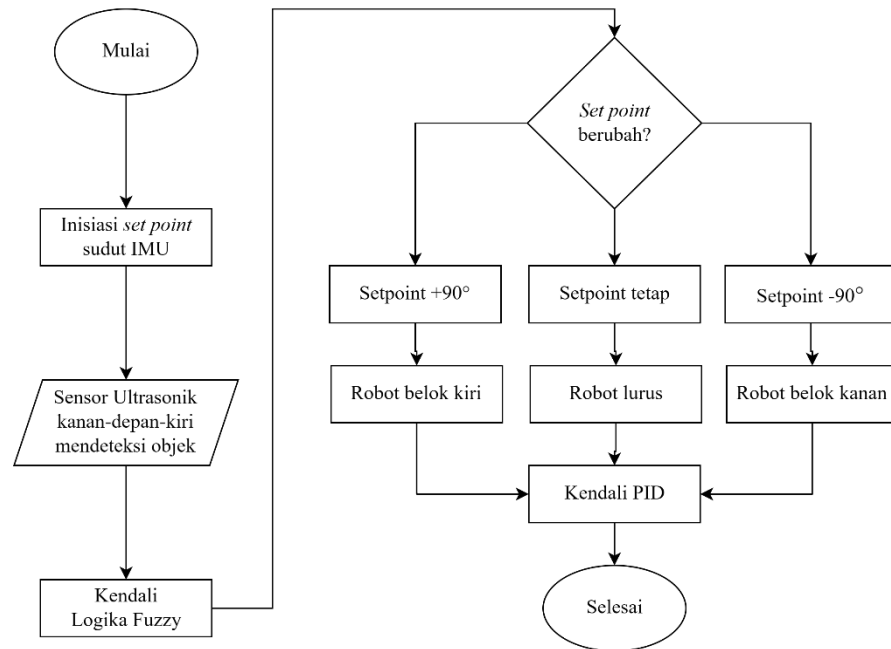 Mulai
Inisiasi set point
sudut IMU
Sensor Ultrasonik
kanan-depan-kiri
mendeteksi objek
Kendali
Logika Fuzzy
Set point
berubah?
Setpoint +90°
Setpoint tetap
Setpoint -90°
Robot belok kiri
Robot lurus
Robot belok kanan
Kendali PID
Selesai